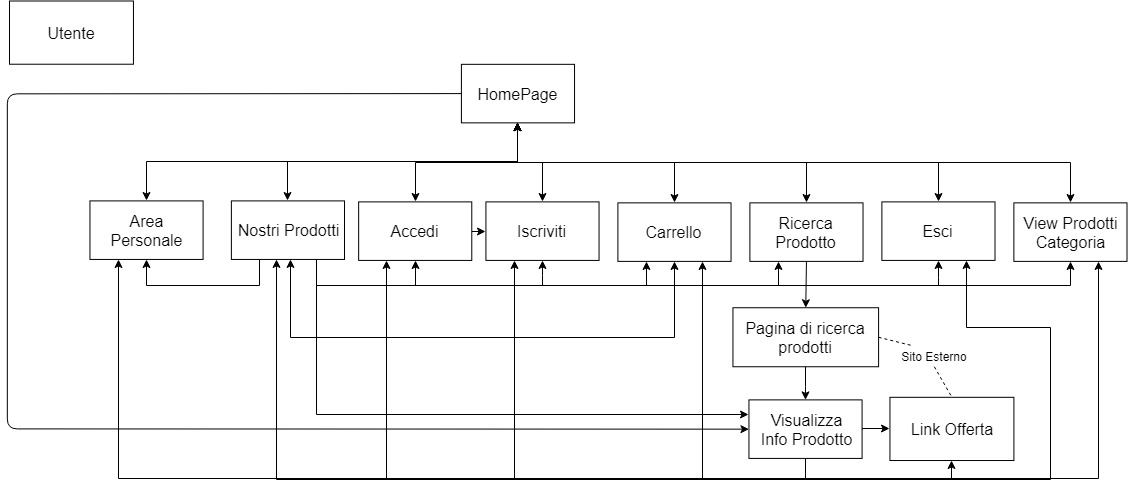 Utente
HomePage
Area
Personale
Nostri Prodotti
Accedi
Iscriviti
Carrello
Ricerca
Prodotto
Esci
View Prodotti
Categoria
Pagina di ricerca
prodotti
Sito Esterno
Visualizza
Info Prodotto
Link Offerta